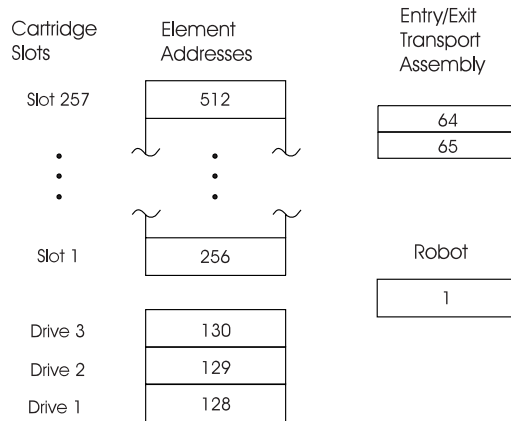 Cartridge
Slots
Element
Addresses
Entry/Exit
Transport
Assembly
Slot 257
512
64
65
Slot 1
256
Robot
1
Drive 3
130
Drive 2
129
Drive 1
128